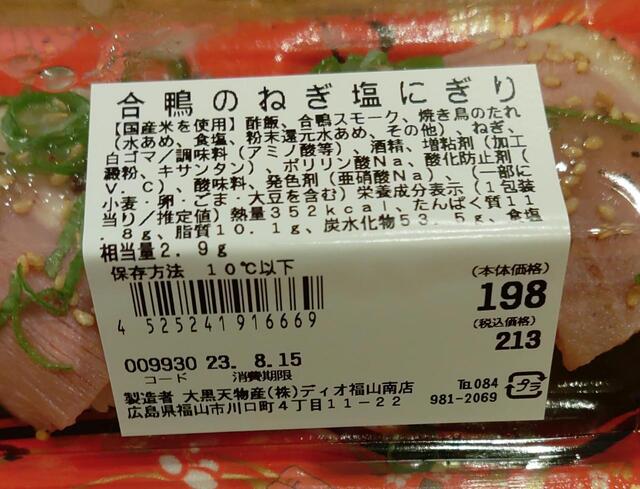 合鴨のねぎ塩にぎり
【国産米を使用】酢飯、合鴨スモーク、焼き鳥のたれ
（水あめ、食塩、粉末還元水あめ、その他）、ねぎ、
白ゴマ／調味料（アミノ酸等）、酒精、増粘剤（加工
澱粉、キサンタン）、ポリリン酸Na、酸化防止剤（
V．C）、酸味料、発色剤（亜硝酸Na）、（一部に
小麦・卵・ごま・大豆を含む）栄養成分表示（1包装
当り／推定値）熱量352kcal、たんぱく質11
.8g、脂質10.1g、炭水化物53.5g、食塩
相当量2.9g
保存方法 10℃以下
(本体価格)
198
(税込価格)
213
4 525241 916669
009930 23. 8.15
コード 消費期限
製造者 大黒天物産(株)ディオ福山南店
広島県福山市川口町4丁目11-22
TEL 084
981-2069
プラ